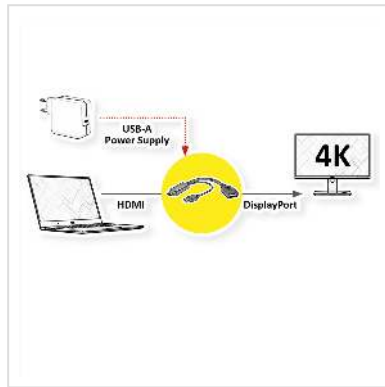 USB-A
Power Supply
4K
HDMI
DisplayPort